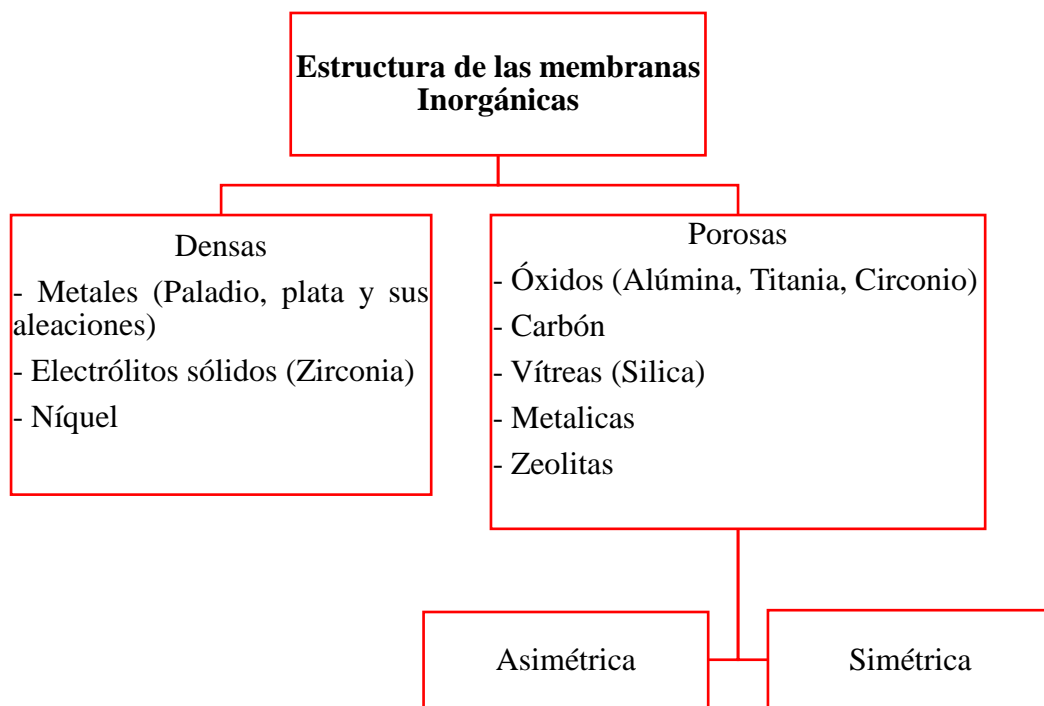 Estructura de las membranas
Inorgánicas
Densas
- Metales (Paladio, plata y sus
aleaciones)
- Electrólitos sólidos (Zirconia)
- Níquel
Porosas
- Óxidos (Alúmina, Titania, Circonio)
- Carbón
- Vítreas (Silica)
- Metalicas
- Zeolitas
Asimétrica
Simétrica